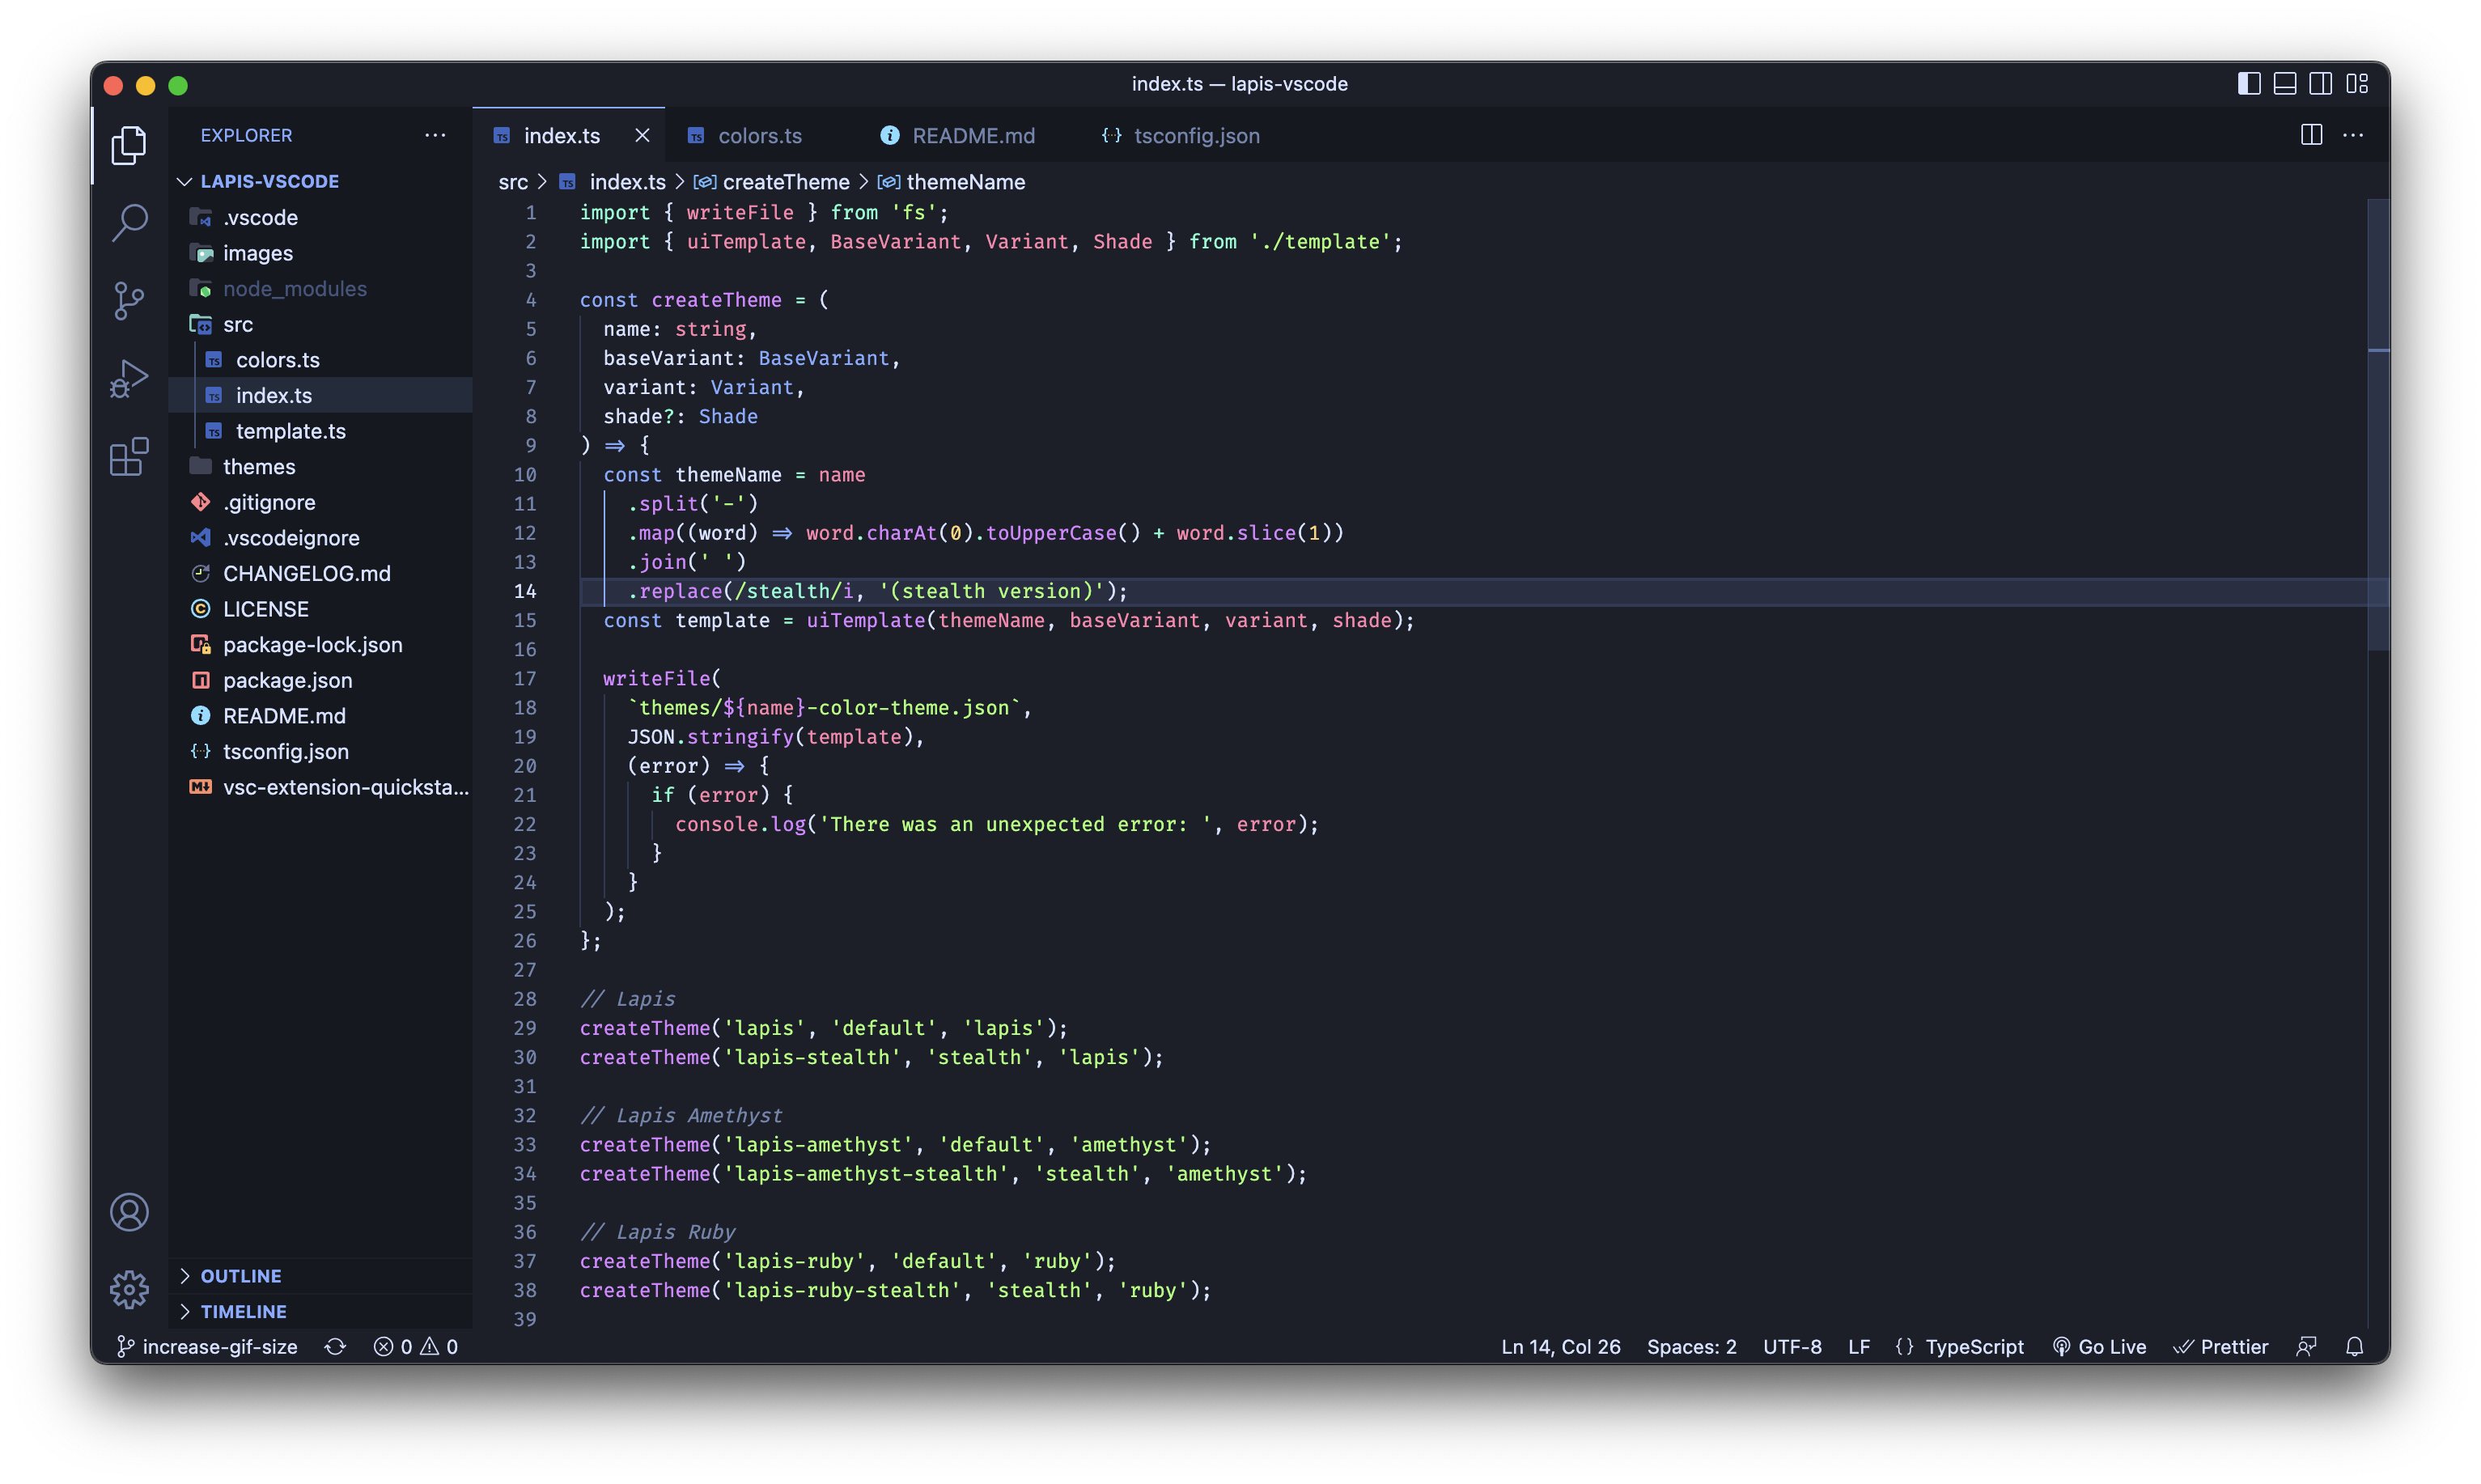 index.ts — lapis-vscode
EXPLORER
LAPIS-VSCODE
.vscode
images
node_modules
src
colors.ts
index.ts
template.ts
themes
.gitignore
.vscodeignore
CHANGELOG.md
LICENSE
package-lock.json
package.json
README.md
tsconfig.json
vsc-extension-quicksta...
OUTLINE
TIMELINE
index.ts colors.ts README.md tsconfig.json
src > index.ts > createTheme > themeName
1 import { writeFile } from 'fs';
2 import { uiTemplate, BaseVariant, Variant, Shade } from './template';
3
4 const createTheme = (
5 name: string,
6 baseVariant: BaseVariant,
7 variant: Variant,
8 shade?: Shade
9 ) => {
10 const themeName = name
11 .split('-')
12 .map((word) => word.charAt(0).toUpperCase() + word.slice(1))
13 .join(' ')
14 .replace(/stealth/i, '(stealth version)');
15 const template = uiTemplate(themeName, baseVariant, variant, shade);
16
17 writeFile(
18 `themes/${name}-color-theme.json`,
19 JSON.stringify(template),
20 (error) => {
21 if (error) {
22 console.log('There was an unexpected error: ', error);
23 }
24 }
25 );
26 };
27
28 // Lapis
29 createTheme('lapis', 'default', 'lapis');
30 createTheme('lapis-stealth', 'stealth', 'lapis');
31
32 // Lapis Amethyst
33 createTheme('lapis-amethyst', 'default', 'amethyst');
34 createTheme('lapis-amethyst-stealth', 'stealth', 'amethyst');
35
36 // Lapis Ruby
37 createTheme('lapis-ruby', 'default', 'ruby');
38 createTheme('lapis-ruby-stealth', 'stealth', 'ruby');
39
increase-gif-size 0 0 Ln 14, Col 26 Spaces: 2 UTF-8 LF {} TypeScript Go Live Prettier